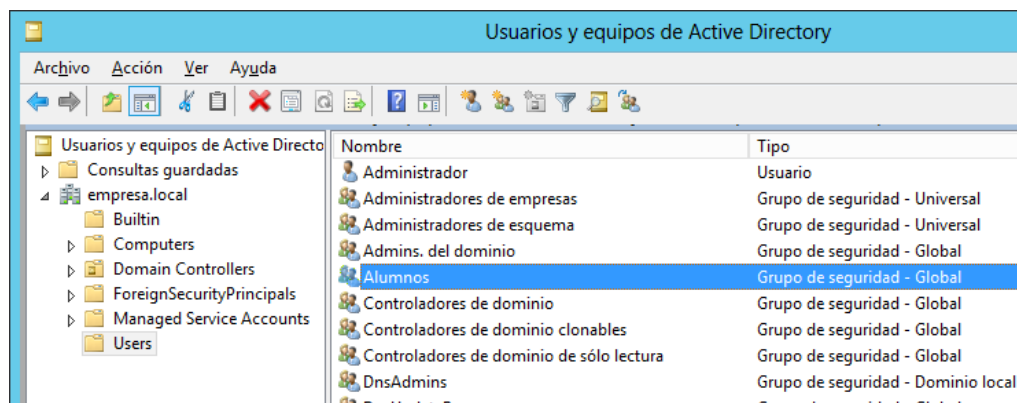 Usuarios y equipos de Active Directory
Archivo Acción Ver Ayuda
Usuarios y equipos de Active Directo
Consultas guardadas
empresa.local
Builtin
Computers
Domain Controllers
ForeignSecurityPrincipals
Managed Service Accounts
Users
Nombre Tipo
Administrador Usuario
Administradores de empresas Grupo de seguridad - Universal
Administradores de esquema Grupo de seguridad - Universal
Admins. del dominio Grupo de seguridad - Global
Alumnos Grupo de seguridad - Global
Controladores de dominio Grupo de seguridad - Global
Controladores de dominio clonables Grupo de seguridad - Global
Controladores de dominio de sólo lectura Grupo de seguridad - Global
DnsAdmins Grupo de seguridad - Dominio local